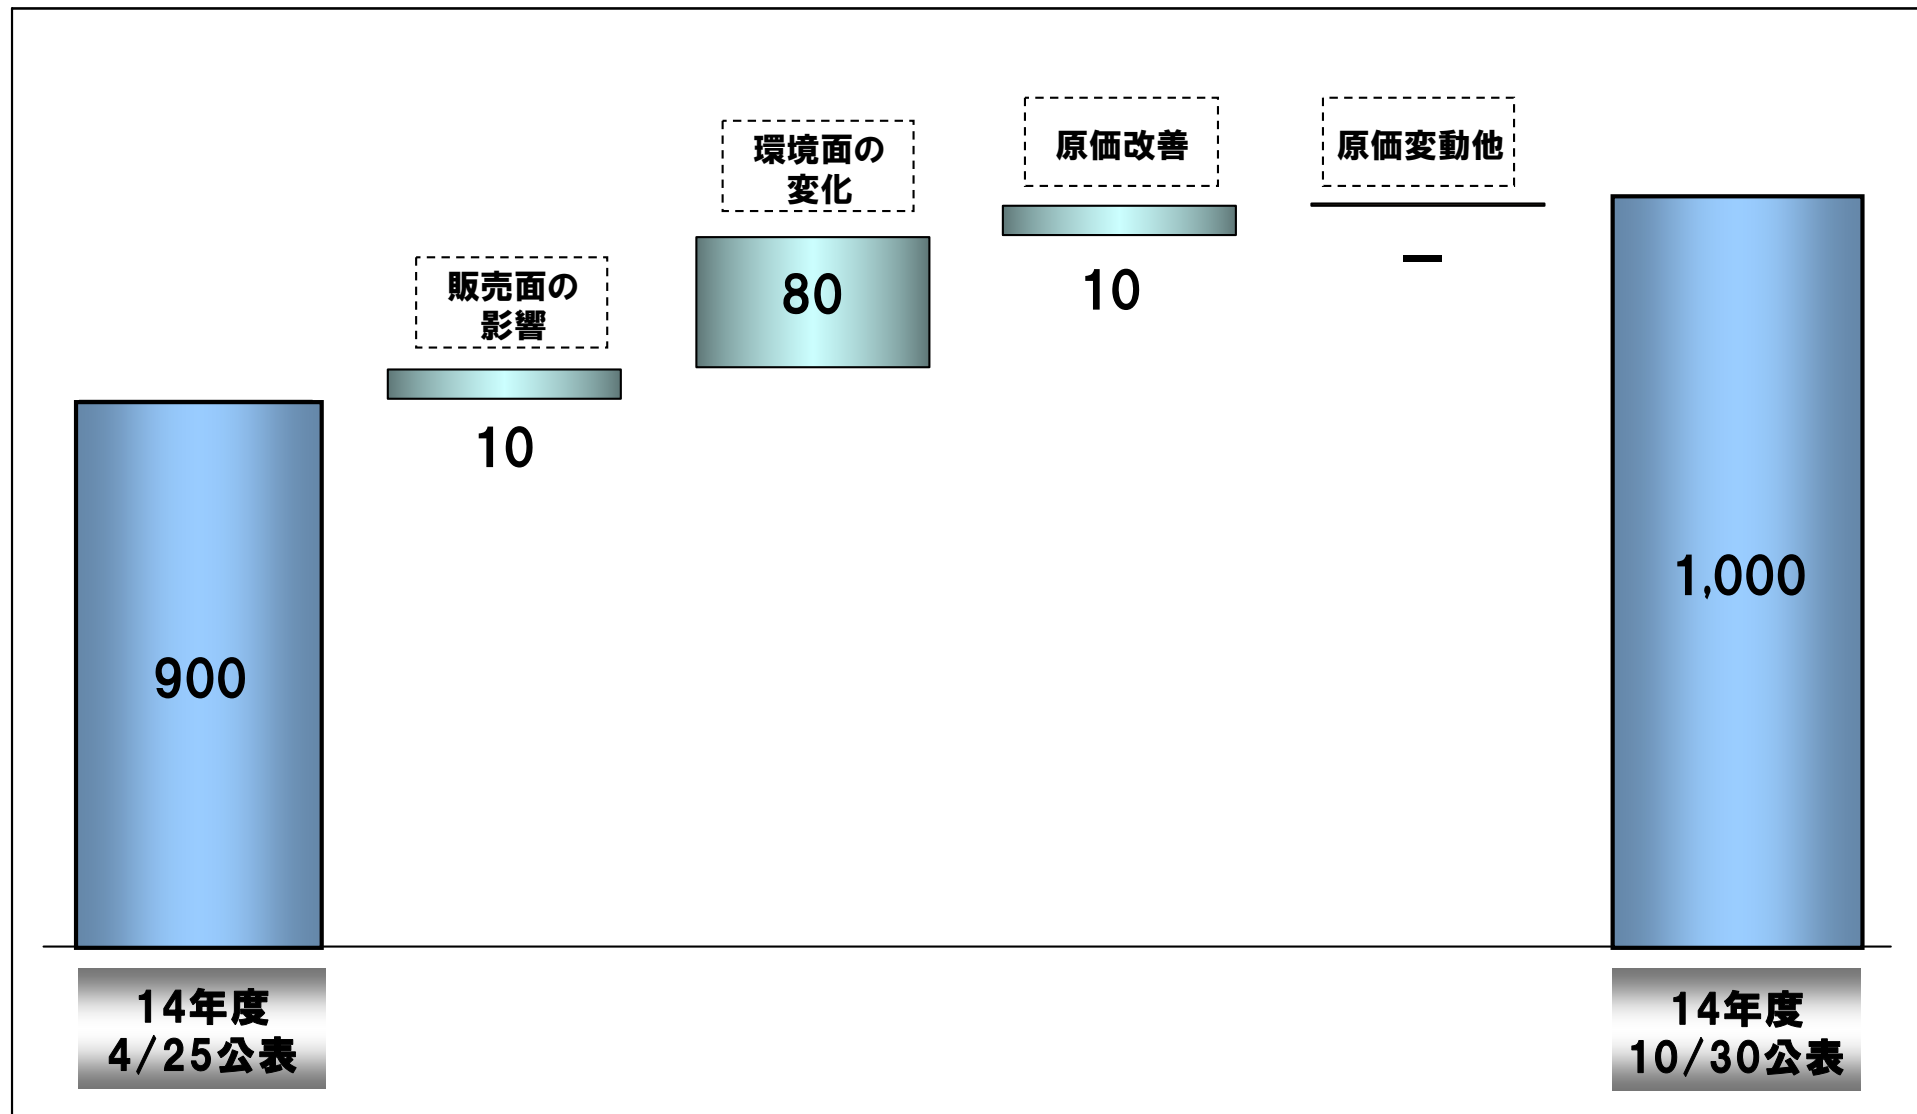 販売面の
影響
10
環境面の
変化
80
原価改善
10
原価変動他
ー
900
1,000
14年度
4/25公表
14年度
10/30公表